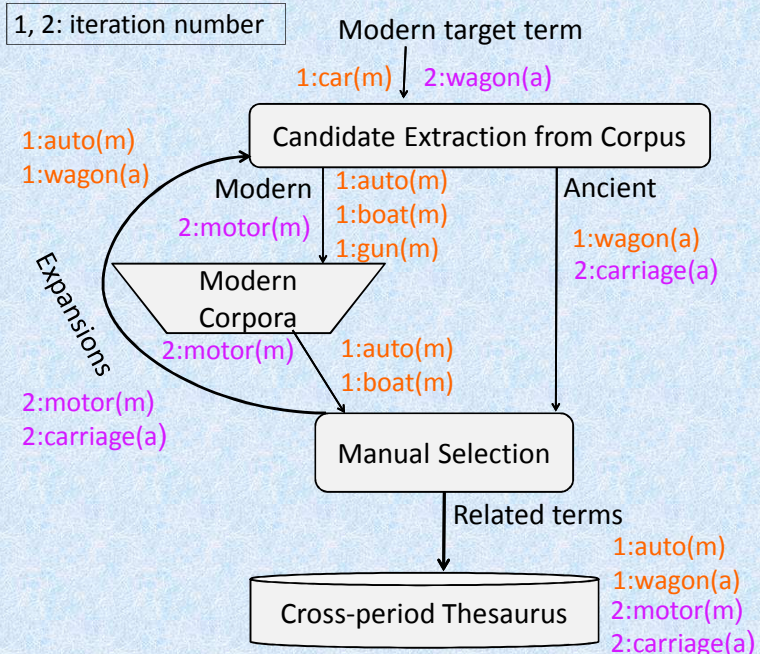 1, 2: iteration number
Modern target term
1:car(m) 2:wagon(a)
Candidate Extraction from Corpus
1:auto(m)
1:wagon(a)
Modern
2:motor(m)
1:auto(m)
1:boat(m)
1:gun(m)
Ancient
1:wagon(a)
2:carriage(a)
Expansions
Modern
Corpora
2:motor(m)
1:auto(m)
1:boat(m)
2:motor(m)
2:carriage(a)
Manual Selection
Related terms
1:auto(m)
1:wagon(a)
2:motor(m)
2:carriage(a)
Cross-period Thesaurus